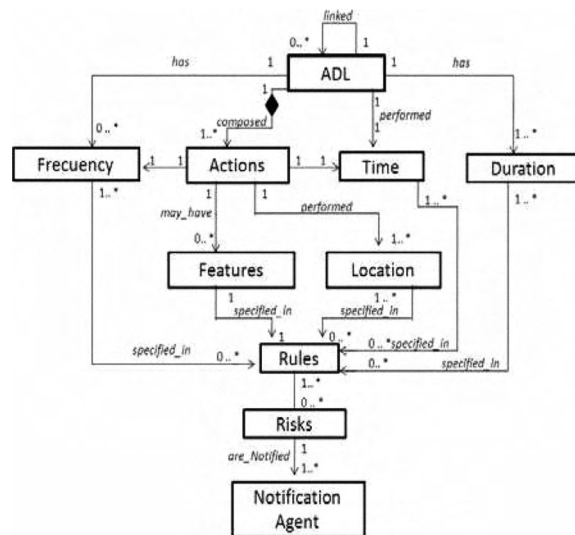 linked
0..* 1
1 ADL 1
has has
1 1
composed performed
1
0..* 1..* 1..*
Frecuency 1 1 Actions 1 1 Time Duration
1..* 1 1 1..* 1..*
may_have performed
0..* 1..*
Features Location
1 1..*
specified_in specified_in
1 0..* 0..* specified_in
specified_in 0..* Rules 0..* specified_in
1..*
0..*
Risks
are_Notified 1
1..*
Notification
Agent